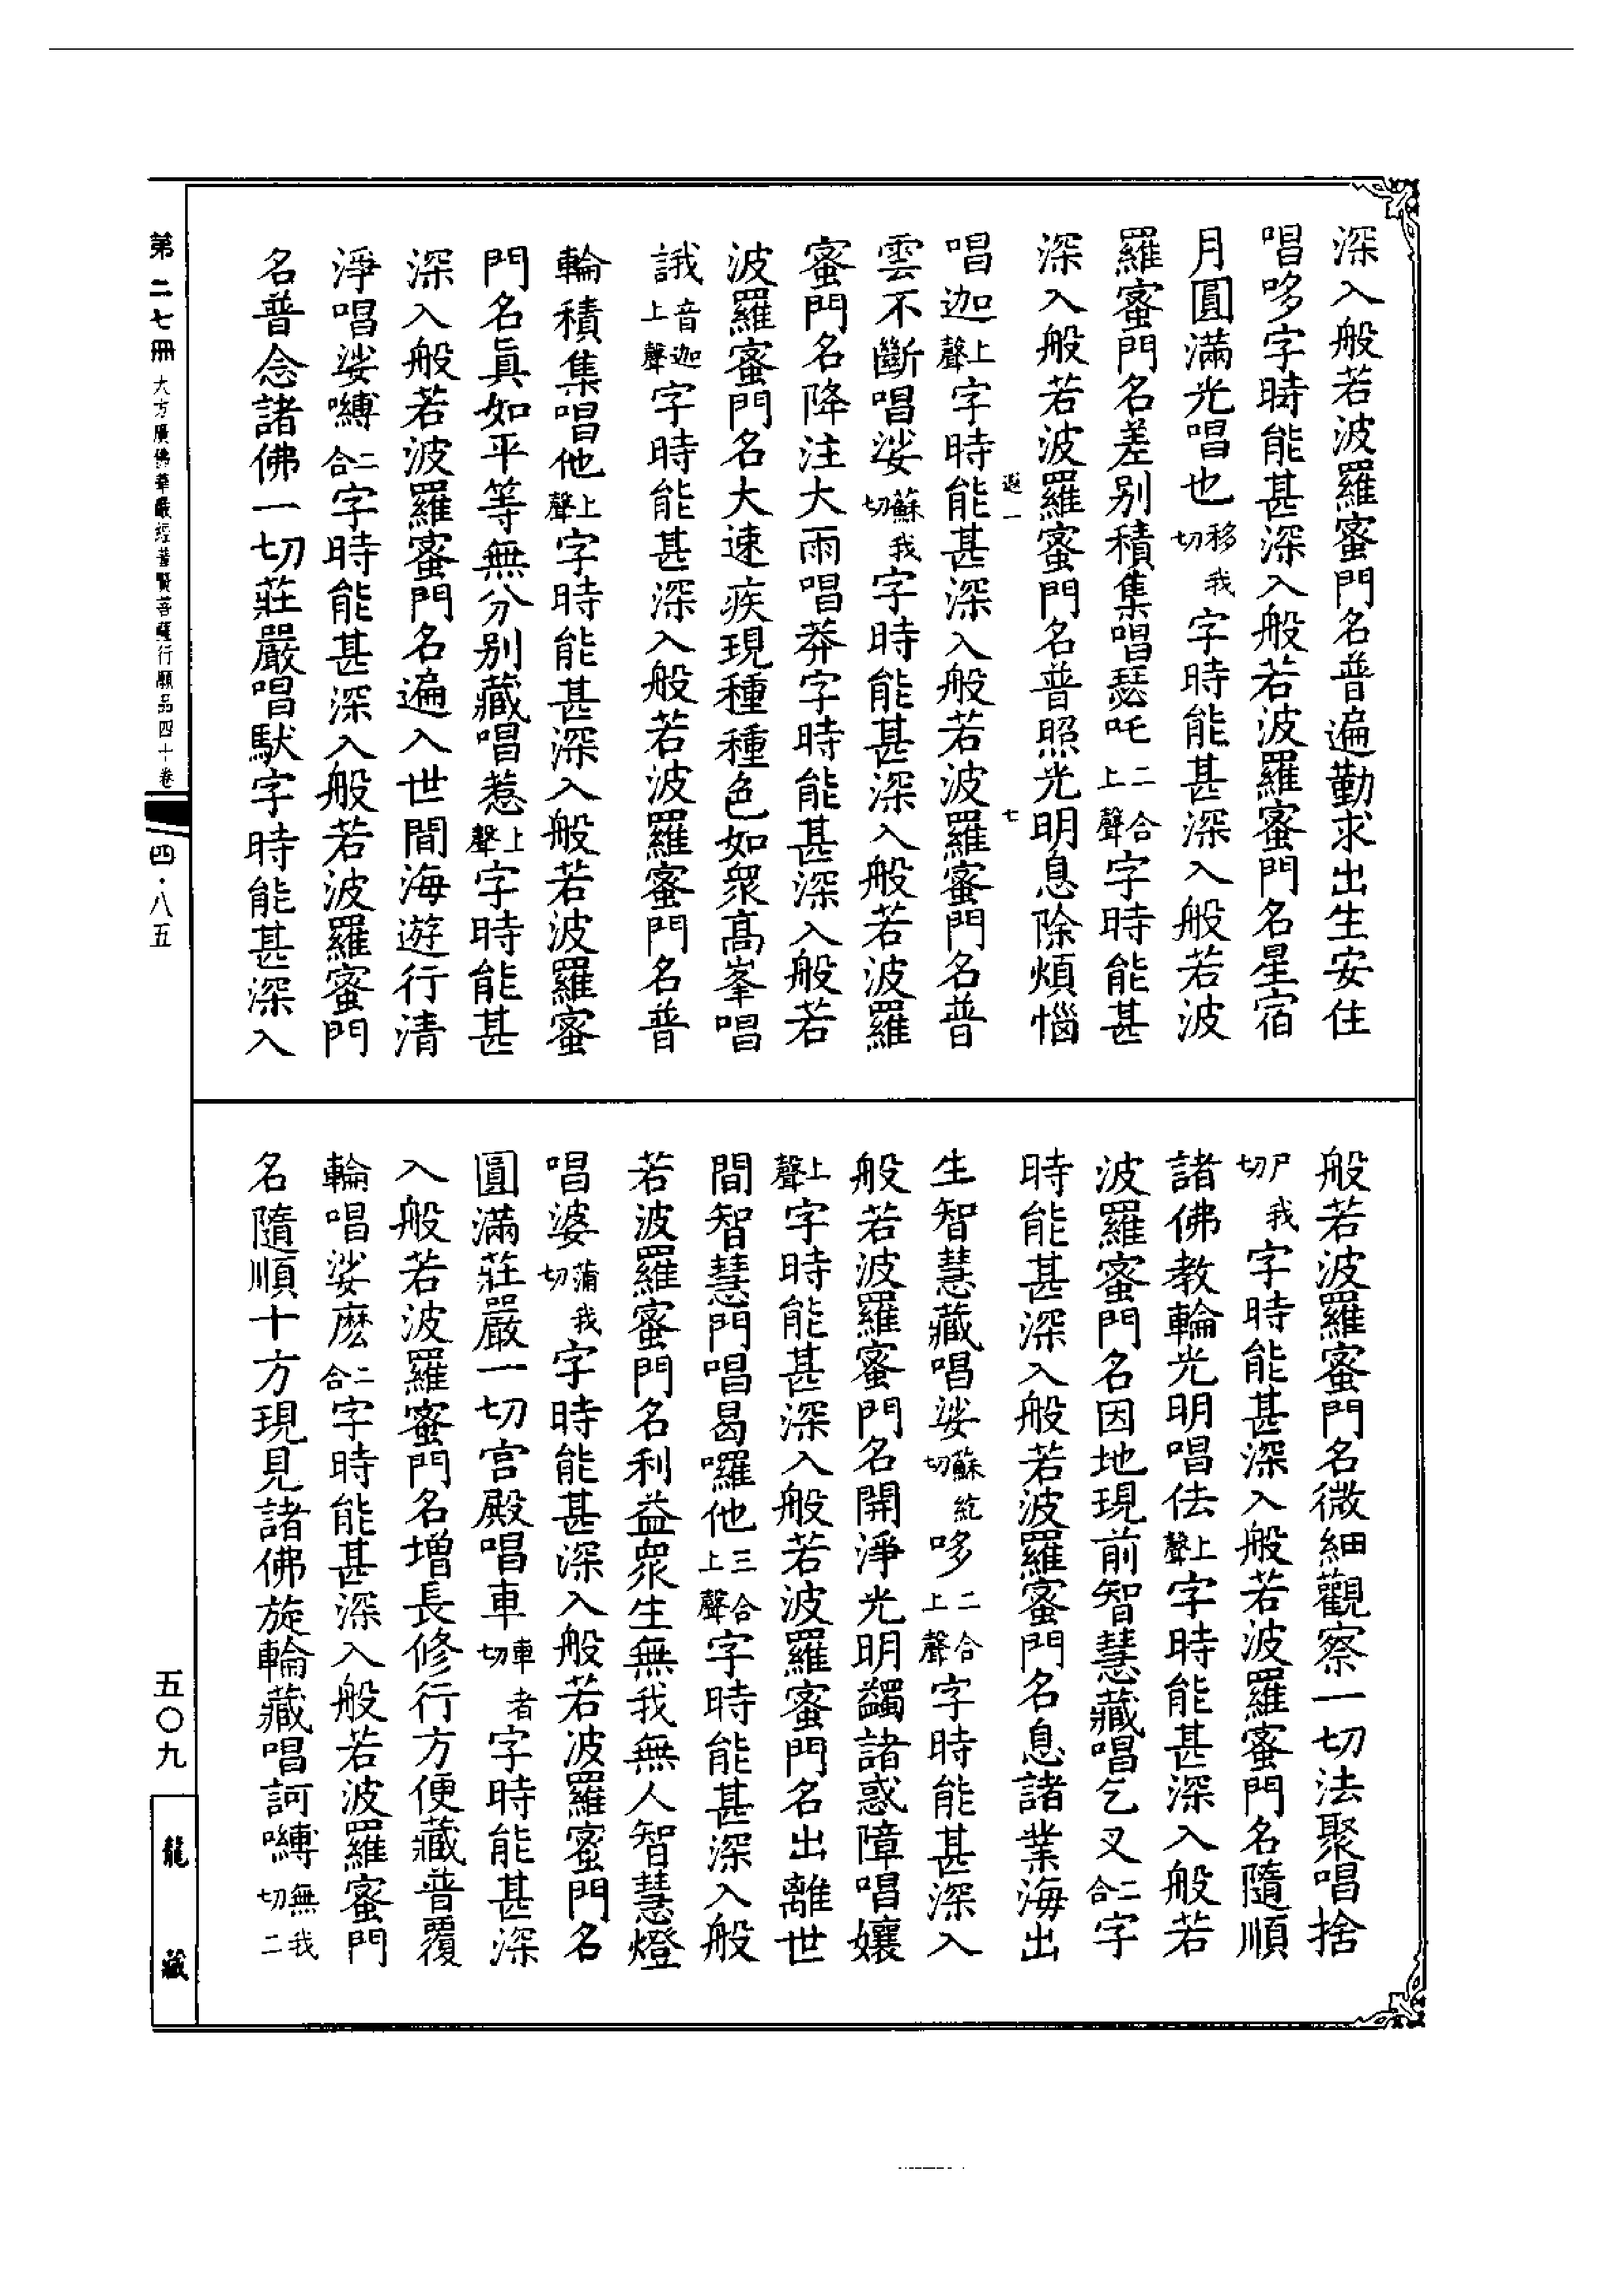 深入般若波羅蜜門名普遍勤求出生安住
唱哆字時能甚深入般若波羅蜜門名星宿
月圓滿光唱也移我切字時能甚深入般若波
羅蜜門名差別積集唱瑟吒二合上聲字時能甚
深入般若波羅蜜門名普照光明息除煩惱
遐一 七
唱迦上聲字時能甚深入般若波羅蜜門名普
雲不斷唱娑蘇我切字時能甚深入般若波羅
蜜門名降注大雨唱莽字時能甚深入般若
波羅蜜門名大速疾現種種色如眾高峯唱
誐音迦上聲字時能甚深入般若波羅蜜門名普
輪積集唱他上聲字時能甚深入般若波羅蜜
門名眞如平等無分別藏唱惹上聲字時能甚
深入般若波羅蜜門名遍入世間海遊行清
淨唱娑嚩二合字時能甚深入般若波羅蜜門
名普念諸佛一切莊嚴唱馱字時能甚深入
般若波羅蜜門名微細觀察一切法聚唱捨
尸我切字時能甚深入般若波羅蜜門名隨順
諸佛教輪光明唱佉上聲字時能甚深入般若
波羅蜜門名因地現前智慧藏唱乞叉二合字
時能甚深入般若波羅蜜門名息諸業海出
生智慧藏唱娑蘇紇切哆二合上聲字時能甚深入
般若波羅蜜門名開淨光明蠲諸惑障唱孃
上聲字時能甚深入般若波羅蜜門名出離世
間智慧門唱曷囉他三合上聲字時能甚深入般
若波羅蜜門名利益眾生無我無人智慧燈
唱婆蒲我切字時能甚深入般若波羅蜜門名
圓滿莊嚴一切宮殿唱車車者切字時能甚深
入般若波羅蜜門名增長修行方便藏普覆
輪唱娑麽二合字時能甚深入般若波羅蜜門
名隨順十方現見諸佛旋輪藏唱訶嚩無我切二
第二七冊 大方廣佛華嚴經普賢菩薩行願品四十卷 四·八五
五〇九
龍藏